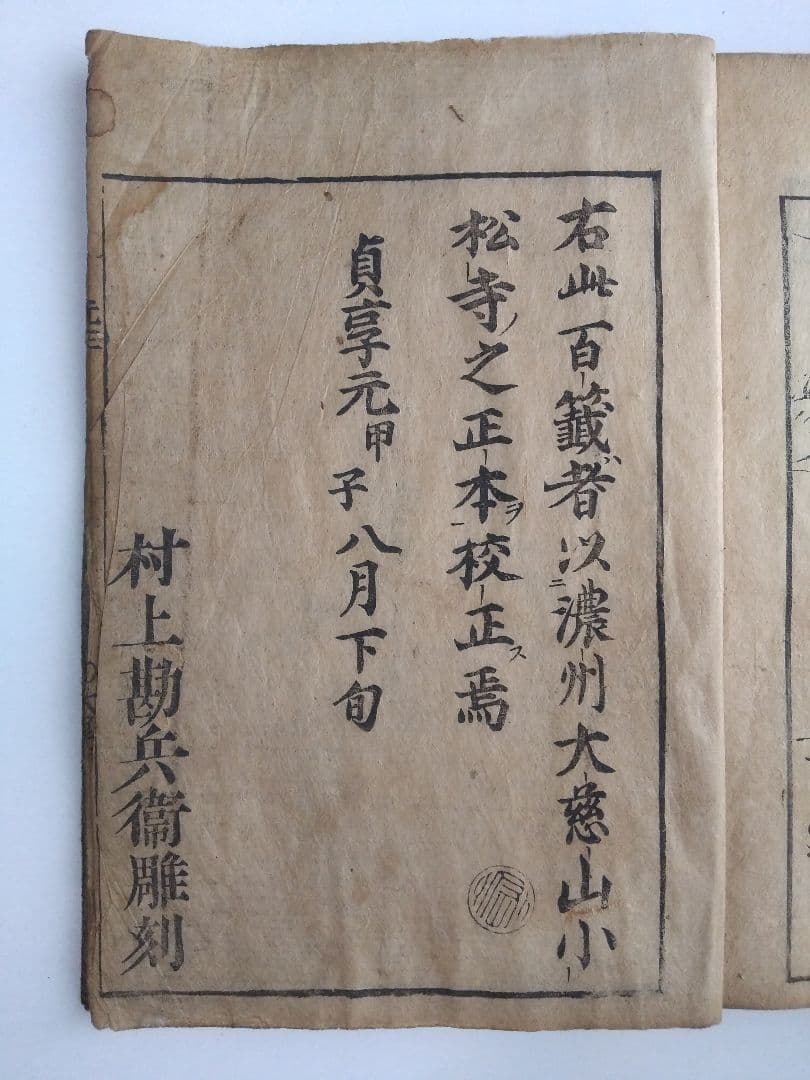 右此百籤者以濃州大慈山小
松寺之正本校正焉
貞享元甲子八月下旬
村上勘兵衞雕刻